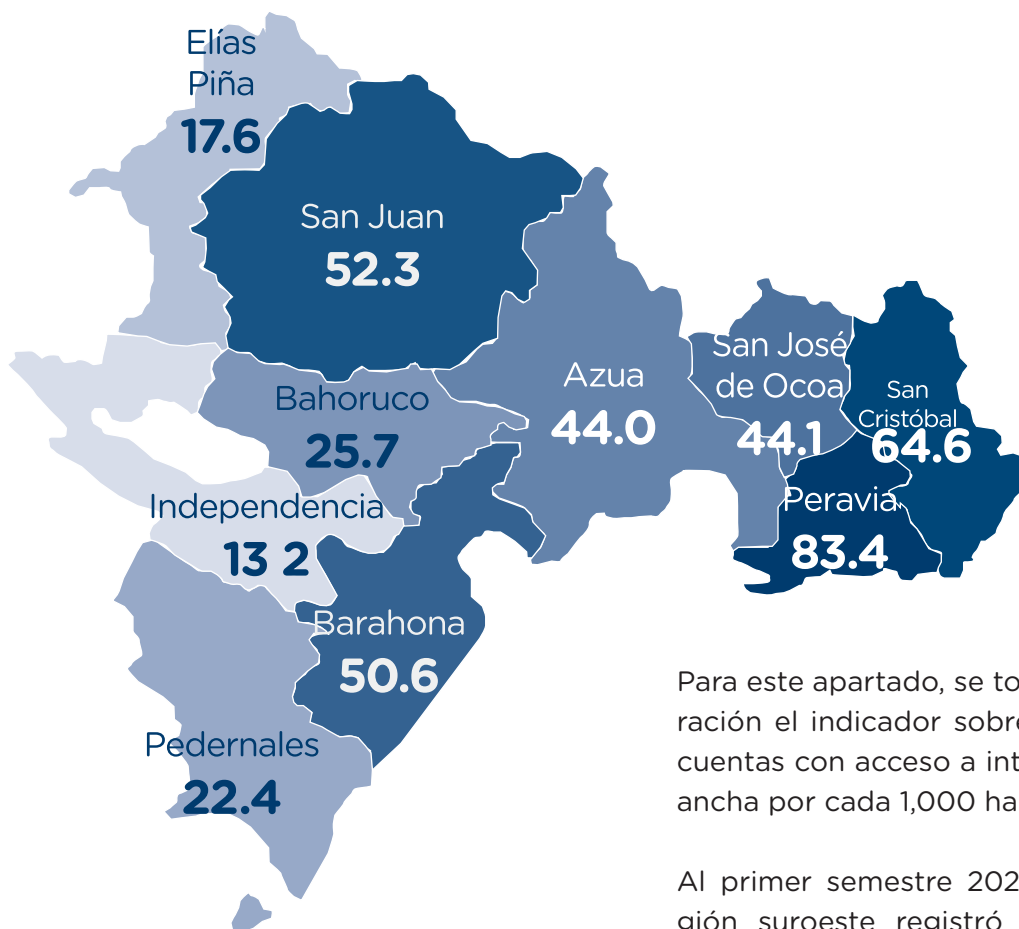 Elías
Piña
17.6
San Juan
52.3
Azua
44.0
San José
de Ocoa
44.1
San
Cristóbal
64.6
Bahoruco
25.7
Peravia
83.4
Independencia
13 2
Barahona
50.6
Pedernales
22.4
Para este apartado, se to
ración el indicador sobre
cuentas con acceso a int
ancha por cada 1,000 ha
Al primer semestre 202
gión suroeste registró